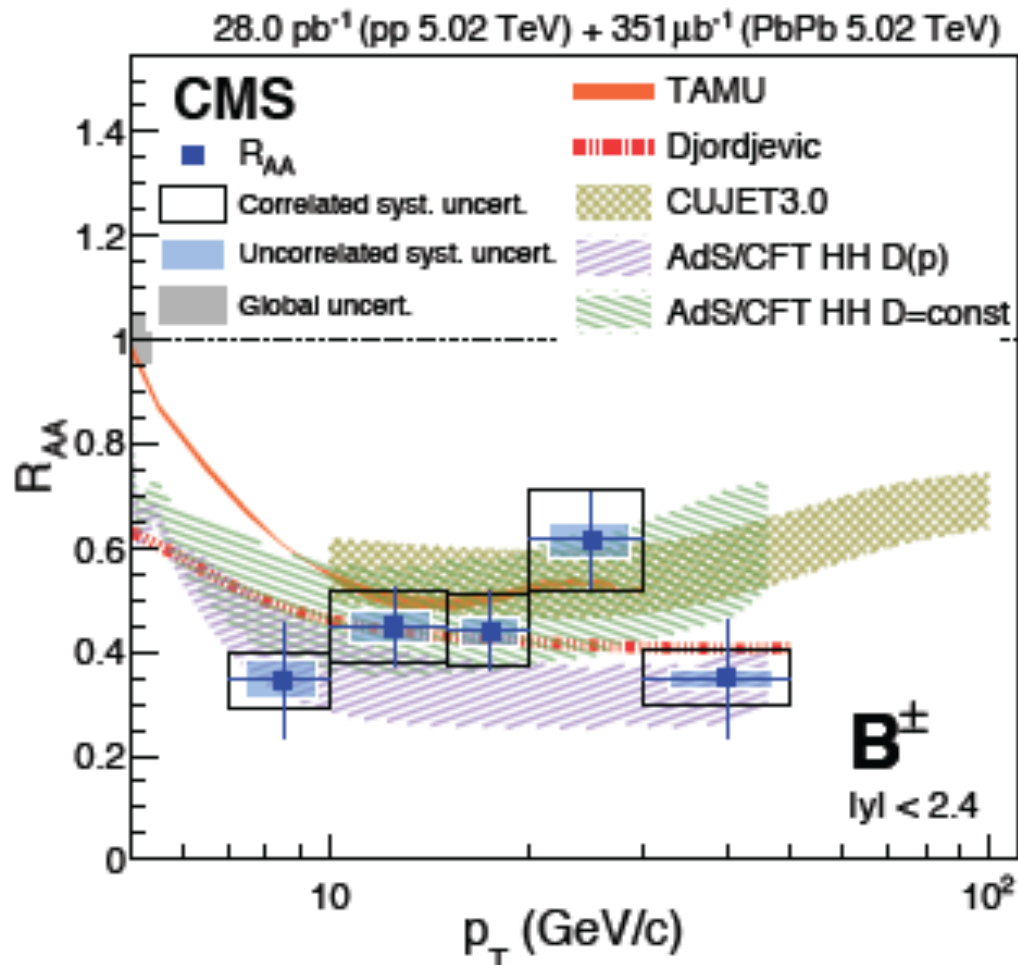 28.0 pb⁻¹ (pp 5.02 TeV) + 351 μb⁻¹ (PbPb 5.02 TeV)
CMS
R_AA
Correlated syst. uncert.
Uncorrelated syst. uncert.
Global uncert.
TAMU
Djordjevic
CUJET3.0
AdS/CFT HH D(p)
AdS/CFT HH D=const
R_AA
1.4
1.2
1
0.8
0.6
0.4
0.2
0
B±
|y| < 2.4
10
10²
p_T (GeV/c)